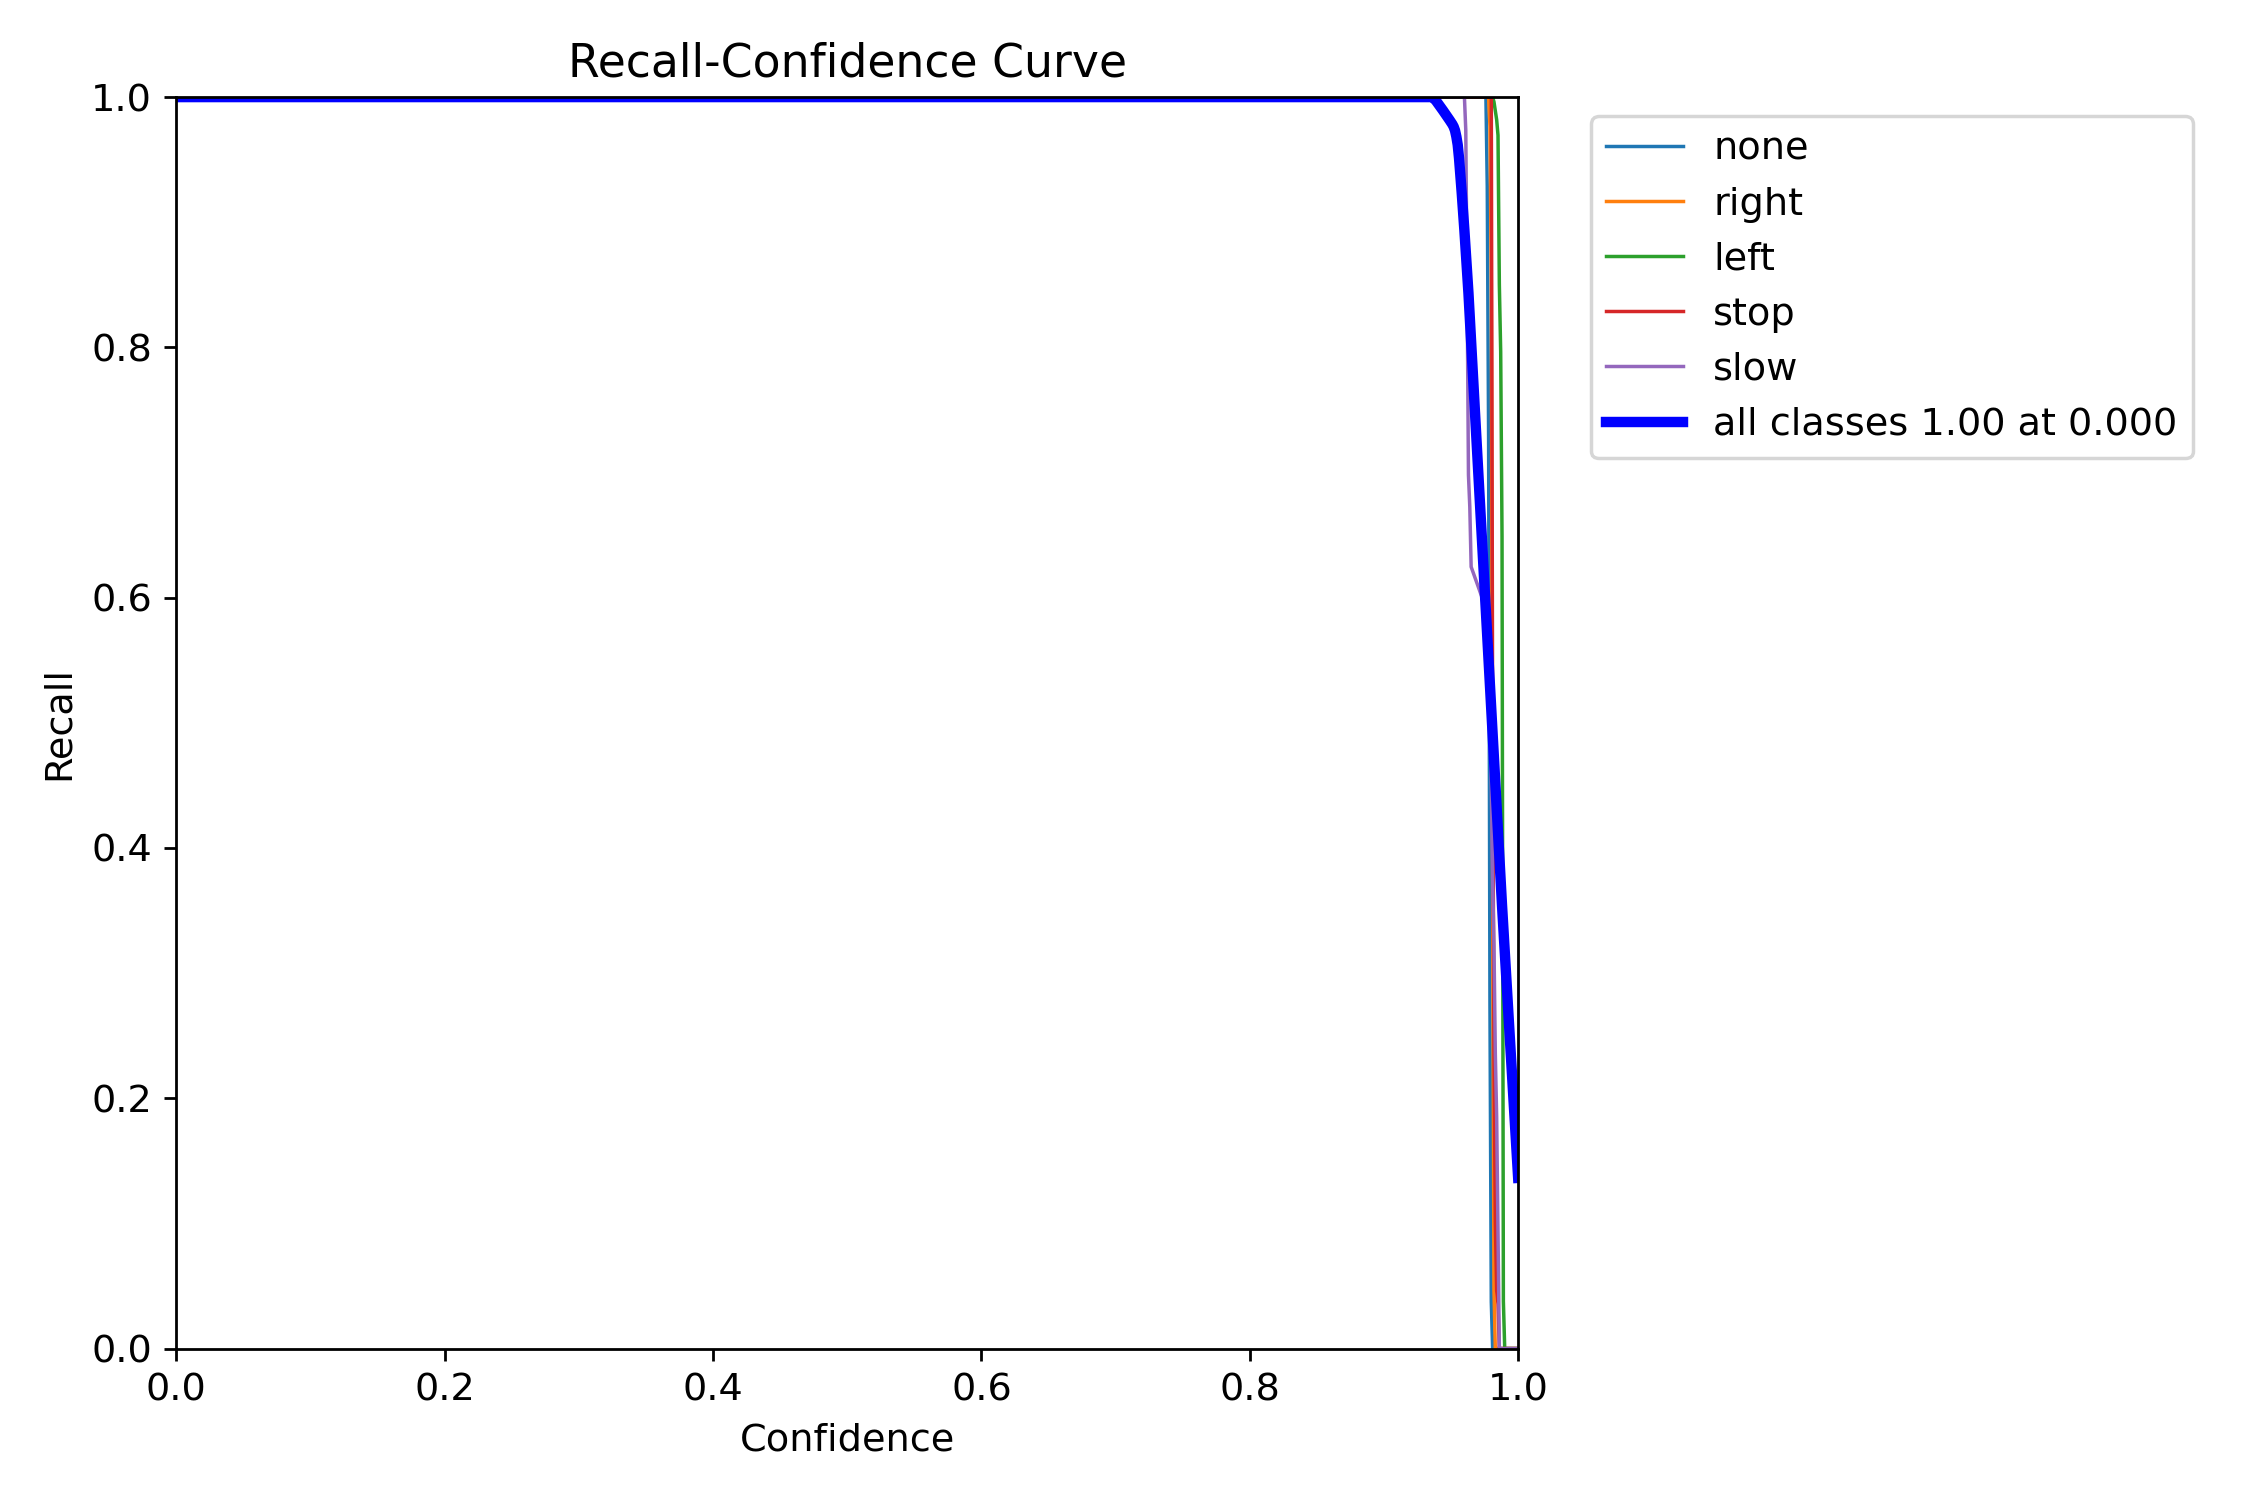 Recall-Confidence Curve
1.0
0.8
0.6
0.4
0.2
0.0
Recall
0.0 0.2 0.4 0.6 0.8 1.0
Confidence
none
right
left
stop
slow
all classes 1.00 at 0.000